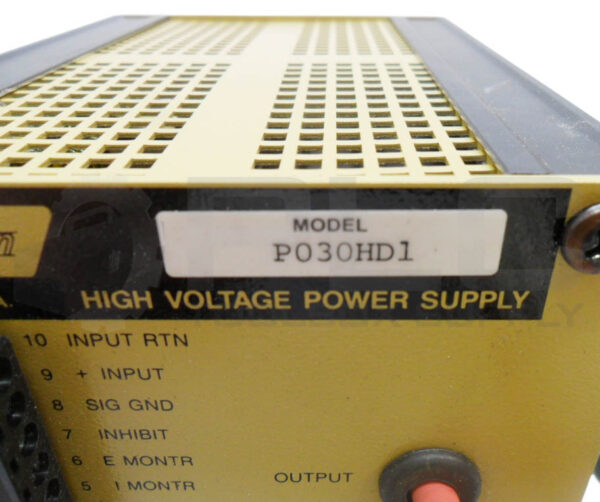 MODEL
P030HD1
HIGH VOLTAGE POWER SUPPLY
10 INPUT RTN
9 + INPUT
8 SIG GND
7 INHIBIT
6 E MONTR
5 I MONTR
OUTPUT